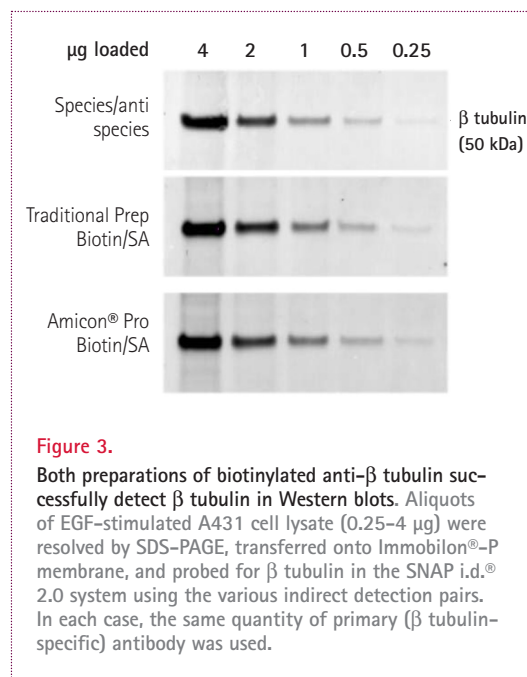 µg loaded 4 2 1 0.5 0.25
Species/anti
species
β tubulin
(50 kDa)
Traditional Prep
Biotin/SA
Amicon® Pro
Biotin/SA
Figure 3.
Both preparations of biotinylated anti-β tubulin suc-
cessfully detect β tubulin in Western blots. Aliquots
of EGF-stimulated A431 cell lysate (0.25-4 µg) were
resolved by SDS-PAGE, transferred onto Immobilon®-P
membrane, and probed for β tubulin in the SNAP i.d.®
2.0 system using the various indirect detection pairs.
In each case, the same quantity of primary (β tubulin-
specific) antibody was used.